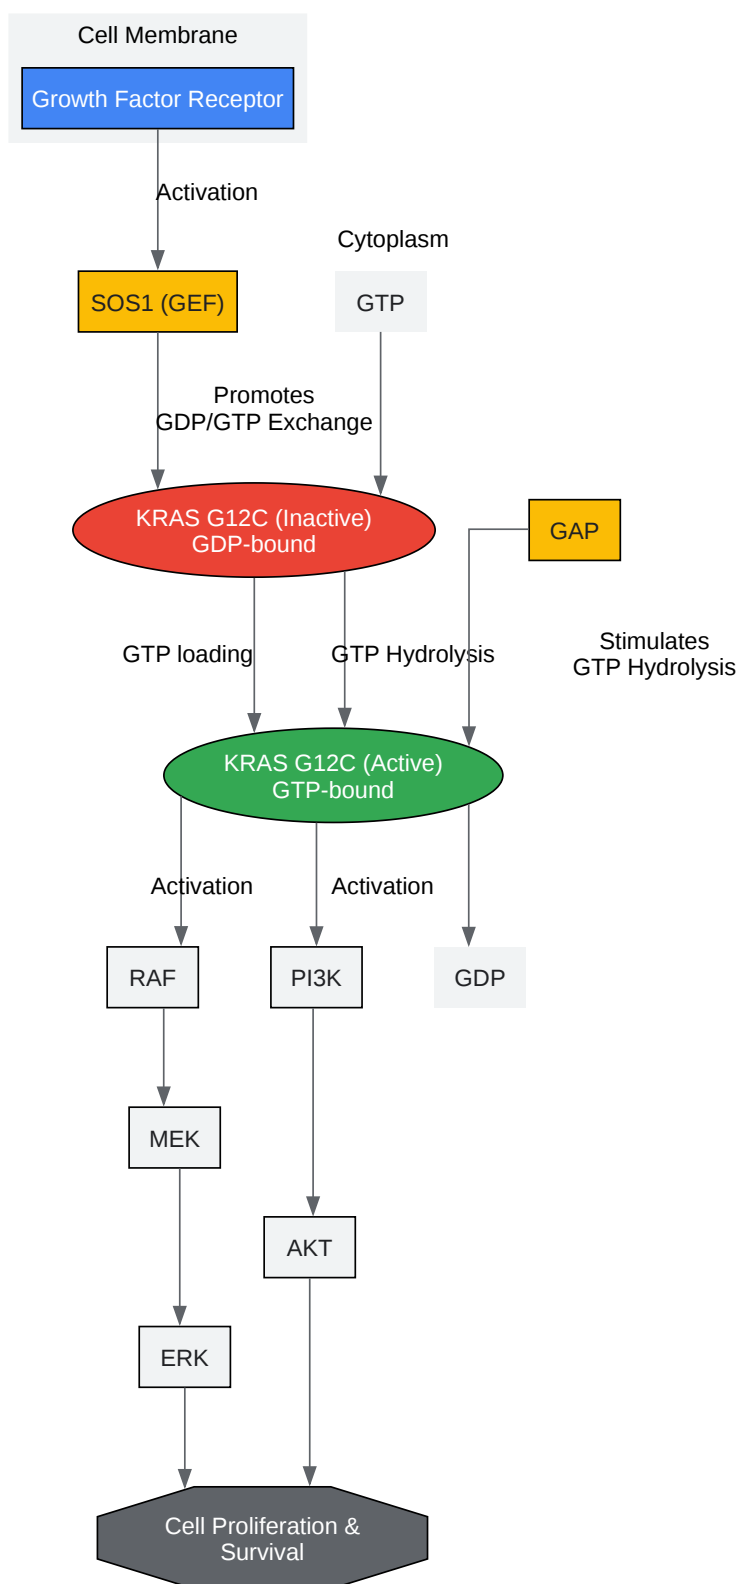 Cell Membrane
Growth Factor Receptor
Activation
Cytoplasm
SOS1 (GEF)
GTP
Promotes
GDP/GTP Exchange
KRAS G12C (Inactive)
GDP-bound
GAP
GTP loading
GTP Hydrolysis
Stimulates
GTP Hydrolysis
KRAS G12C (Active)
GTP-bound
Activation
Activation
RAF
PI3K
GDP
MEK
AKT
ERK
Cell Proliferation &
Survival